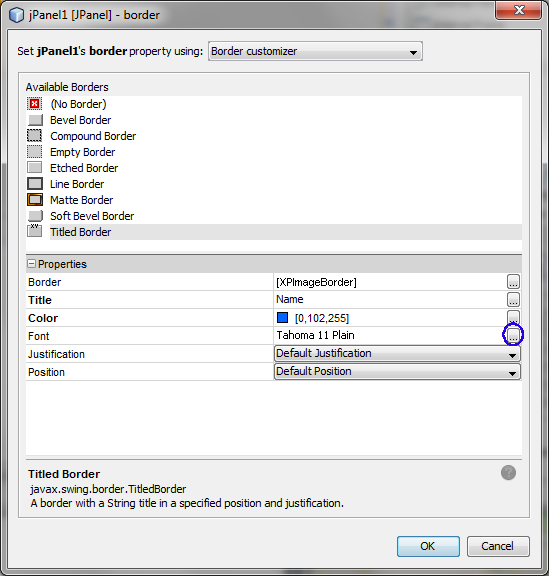 jPanel1 [JPanel] - border
Set jPanel1's border property using: Border customizer
Available Borders
(No Border)
Bevel Border
Compound Border
Empty Border
Etched Border
Line Border
Matte Border
Soft Bevel Border
XY Titled Border
Properties
Border [XPImageBorder] ...
Title Name ...
Color [0,102,255] ...
Font Tahoma 11 Plain ...
Justification Default Justification
Position Default Position
Titled Border ?
javax.swing.border.TitledBorder
A border with a String title in a specified position and justification.
OK Cancel